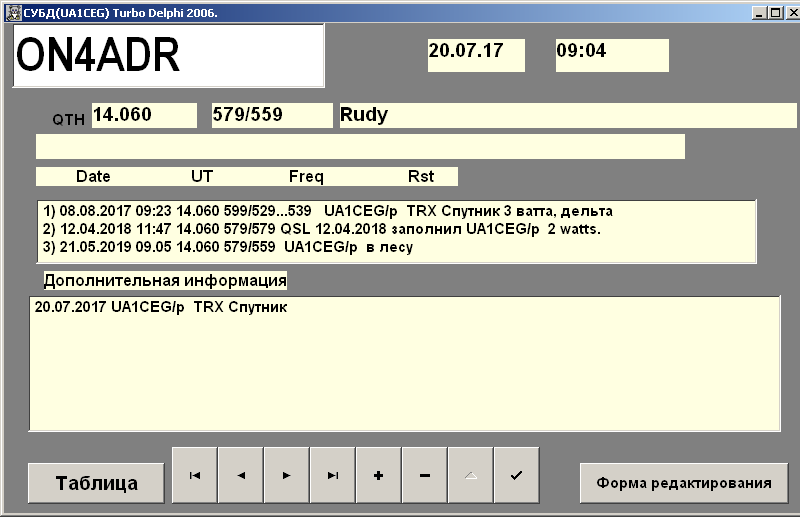 СУБД(UA1CEG) Turbo Delphi 2006.
ON4ADR
20.07.17 09:04
QTH 14.060 579/559 Rudy
Date UT Freq Rst
1) 08.08.2017 09:23 14.060 599/529...539 UA1CEG/p TRX Спутник 3 ватта, дельта
2) 12.04.2018 11:47 14.060 579/579 QSL 12.04.2018 заполнил UA1CEG/p 2 watts.
3) 21.05.2019 09.05 14.060 579/559 UA1CEG/p в лесу
Дополнительная информация
20.07.2017 UA1CEG/p TRX Спутник
Таблица
Форма редактирования